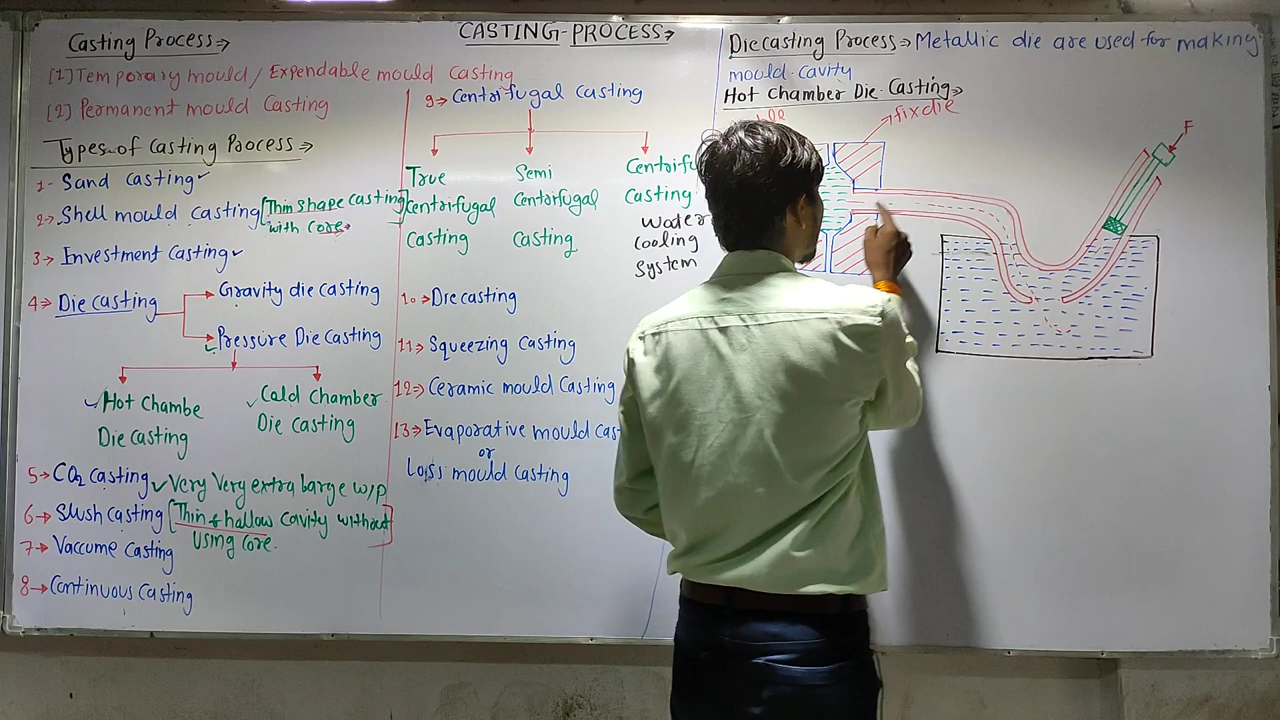 CASTING-PROCESS→
Casting Process→
[1] Temporary mould/Expendable mould Casting
[2] Permanent mould Casting
Types of Casting Process→
1- Sand casting✓
2→ Shell mould casting [Thin shape casting]
with core.
3→ Investment casting✓
4→ Die casting
→Gravity die casting
→Pressure Die casting
✓Hot Chambe
Die casting
✓Cold Chamber
Die casting
5→ CO₂ casting✓Very Very extra large w/p
6→ Slush casting [Thin & hallow cavity without]
using core.
7→ Vaccume casting
8→ Continuous casting
9→ Centrifugal casting
True
Centrifugal
Casting
Semi
Centrifugal
Casting
Centrifu
Casting
Water
Cooling
System
10→Die casting
11→ Squeezing casting
12→ Ceramic mould Casting
13→ Evaporative mould cas
or
Loss mould casting
Diecasting Process→Metallic die are used for making
mould cavity
Hot Chamber Die Casting→
ble
→fixdie
F